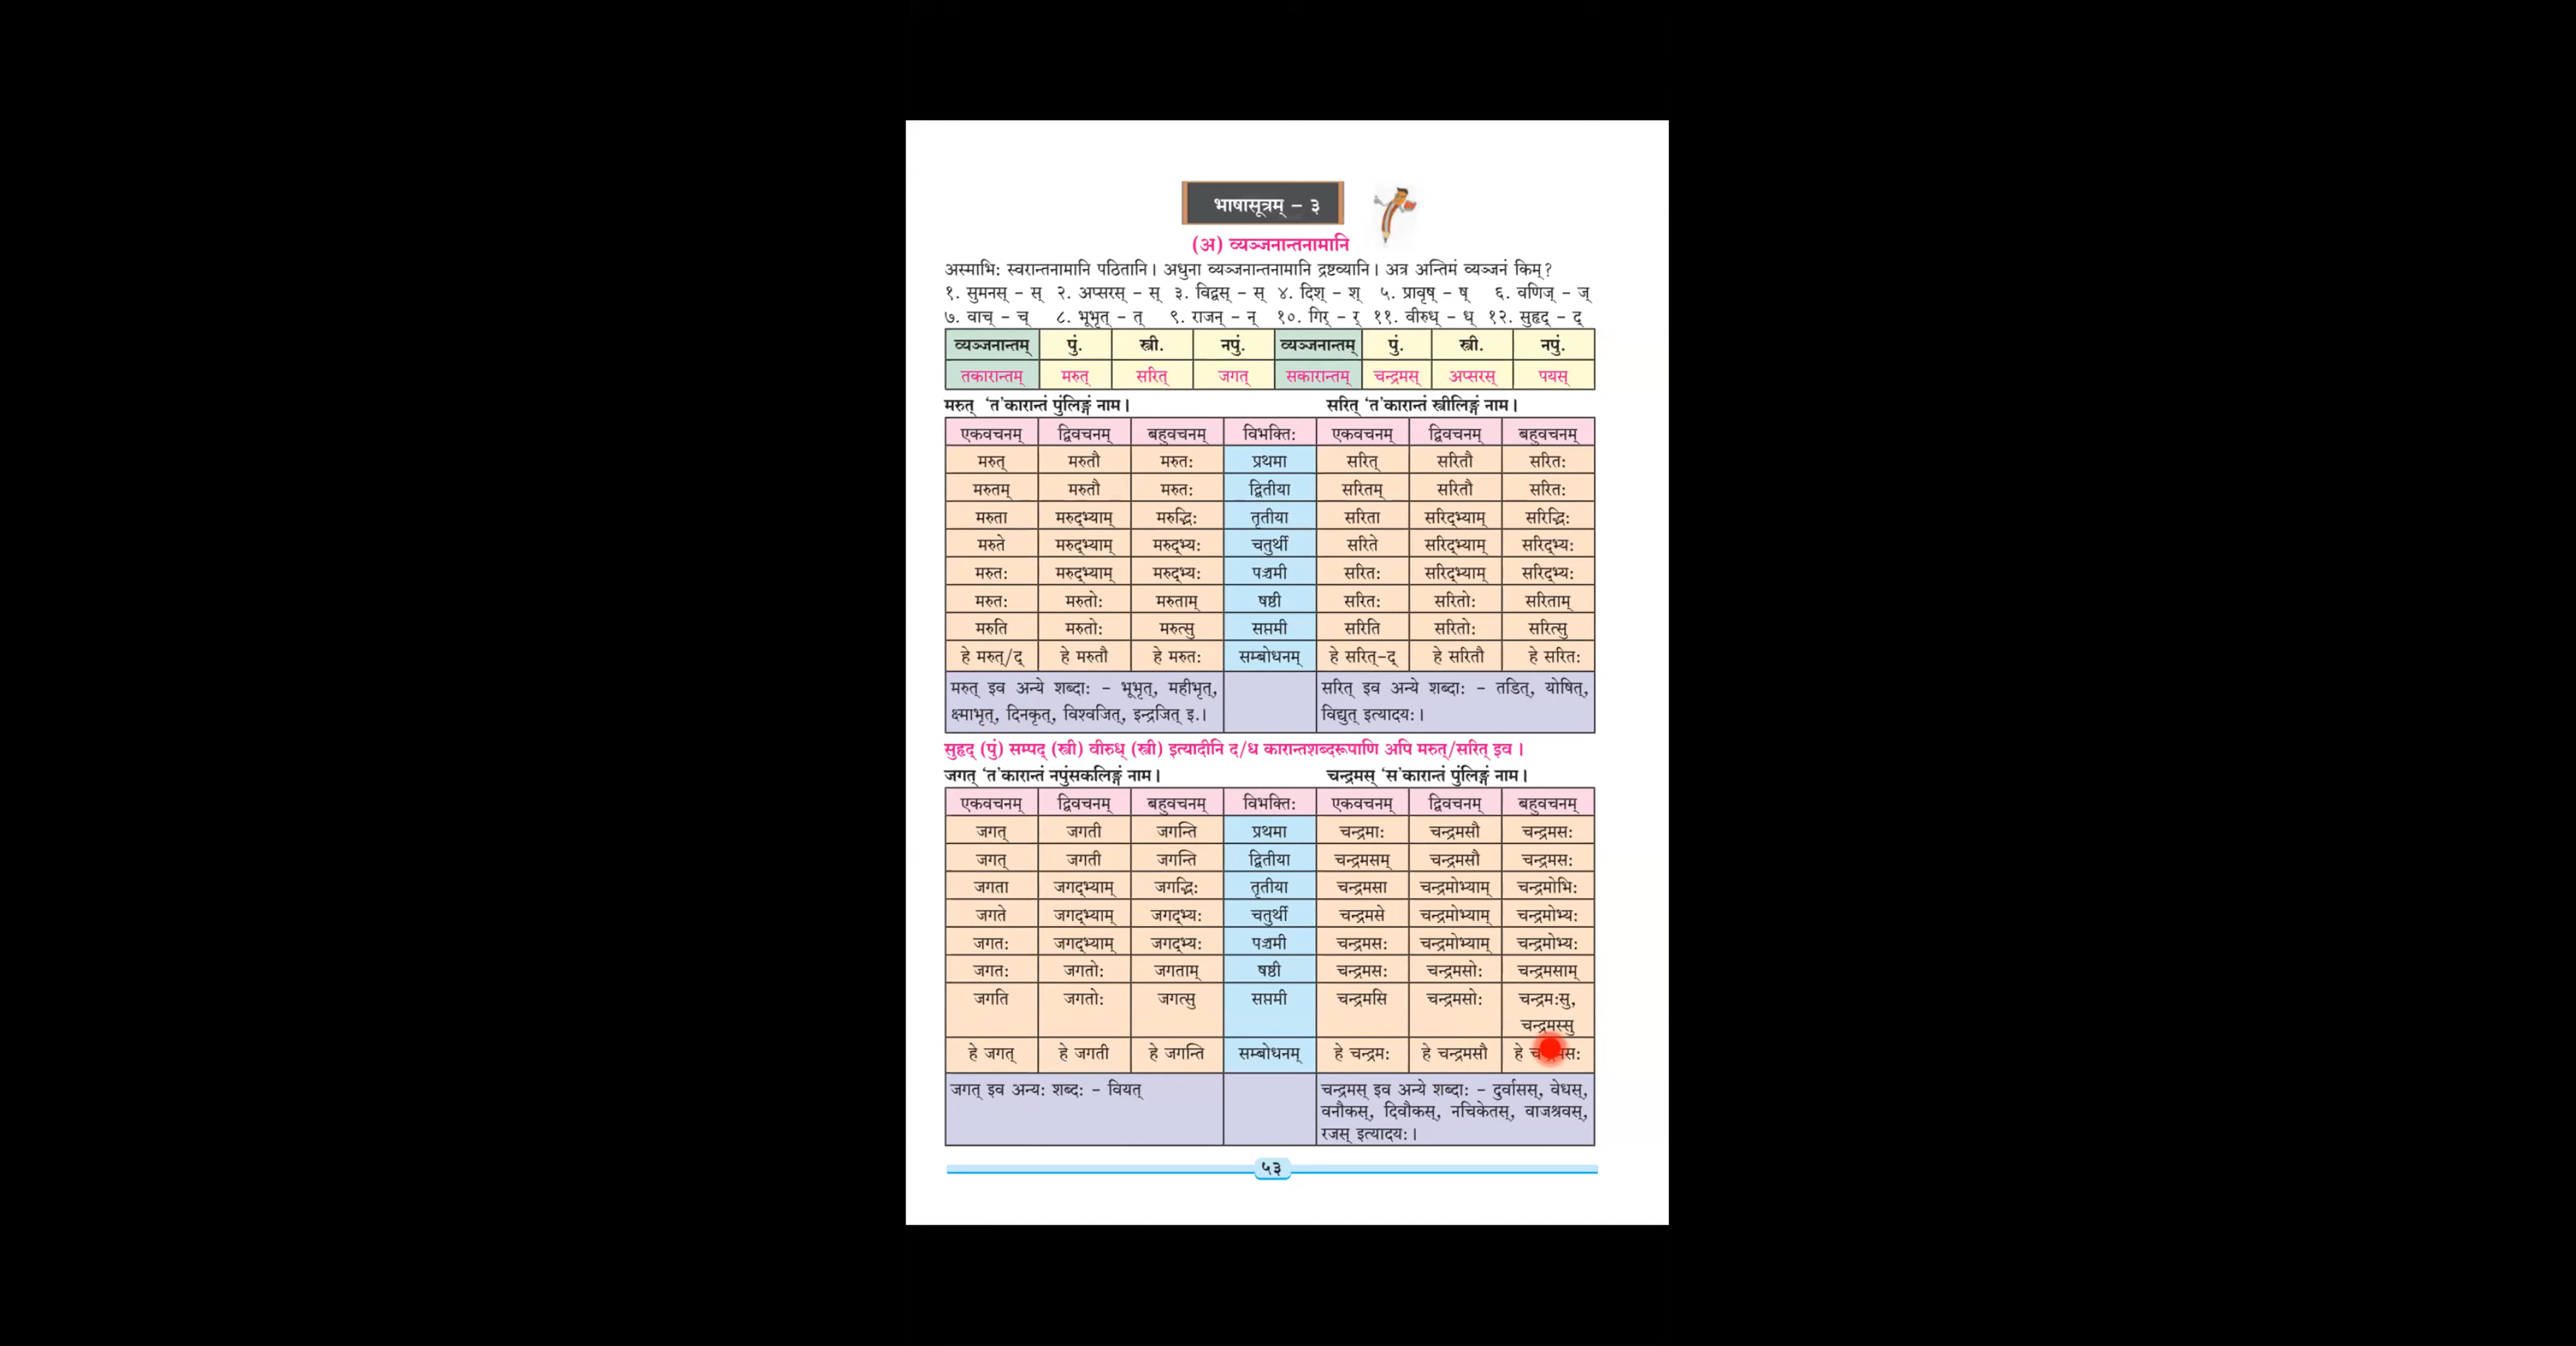 भाषासूत्रम् – ३
(अ) व्यञ्जनान्तनामानि
अस्माभिः स्वरान्तनामानि पठितानि। अधुना व्यञ्जनान्तनामानि द्रष्टव्यानि। अत्र अन्तिमं व्यञ्जनं किम्?
१. सुमनस् – स् २. अप्सरस् – स् ३. विद्वस् – स् ४. दिश् – श् ५. प्रावृष् – ष् ६. वणिज् – ज्
७. वाच् – च् ८. भूभृत् – त् ९. राजन् – न् १०. गिर् – र् ११. वीरुध् – ध् १२. सुहृद् – द्
व्यञ्जनान्तम् पुं. स्त्री. नपुं. व्यञ्जनान्तम् पुं. स्त्री. नपुं.
तकारान्तम् मरुत् सरित् जगत् सकारान्तम् चन्द्रमस् अप्सरस् पयस्
मरुत् ‘त’कारान्तं पुंलिङ्गं नाम। सरित् ‘त’कारान्तं स्त्रीलिङ्गं नाम।
एकवचनम् द्विवचनम् बहुवचनम् विभक्तिः एकवचनम् द्विवचनम् बहुवचनम्
मरुत् मरुतौ मरुतः प्रथमा सरित् सरितौ सरितः
मरुतम् मरुतौ मरुतः द्वितीया सरितम् सरितौ सरितः
मरुता मरुद्भ्याम् मरुद्भिः तृतीया सरिता सरिद्भ्याम् सरिद्भिः
मरुते मरुद्भ्याम् मरुद्भ्यः चतुर्थी सरिते सरिद्भ्याम् सरिद्भ्यः
मरुतः मरुद्भ्याम् मरुद्भ्यः पञ्चमी सरितः सरिद्भ्याम् सरिद्भ्यः
मरुतः मरुतोः मरुताम् षष्ठी सरितः सरितोः सरिताम्
मरुति मरुतोः मरुत्सु सप्तमी सरिति सरितोः सरित्सु
हे मरुत्/द् हे मरुतौ हे मरुतः सम्बोधनम् हे सरित्–द् हे सरितौ हे सरितः
मरुत् इव अन्ये शब्दाः – भूभृत्, महीभृत्,
क्ष्माभृत्, दिनकृत्, विश्वजित्, इन्द्रजित् इ.।
सरित् इव अन्ये शब्दाः – तडित्, योषित्,
विद्युत् इत्यादयः।
सुहृद् (पुं) सम्पद् (स्त्री) वीरुध् (स्त्री) इत्यादीनि द/ध कारान्तशब्दरूपाणि अपि मरुत्/सरित् इव।
जगत् ‘त’कारान्तं नपुंसकलिङ्गं नाम। चन्द्रमस् ‘स’कारान्तं पुंलिङ्गं नाम।
एकवचनम् द्विवचनम् बहुवचनम् विभक्तिः एकवचनम् द्विवचनम् बहुवचनम्
जगत् जगती जगन्ति प्रथमा चन्द्रमाः चन्द्रमसौ चन्द्रमसः
जगत् जगती जगन्ति द्वितीया चन्द्रमसम् चन्द्रमसौ चन्द्रमसः
जगता जगद्भ्याम् जगद्भिः तृतीया चन्द्रमसा चन्द्रमोभ्याम् चन्द्रमोभिः
जगते जगद्भ्याम् जगद्भ्यः चतुर्थी चन्द्रमसे चन्द्रमोभ्याम् चन्द्रमोभ्यः
जगतः जगद्भ्याम् जगद्भ्यः पञ्चमी चन्द्रमसः चन्द्रमोभ्याम् चन्द्रमोभ्यः
जगतः जगतोः जगताम् षष्ठी चन्द्रमसः चन्द्रमसोः चन्द्रमसाम्
जगति जगतोः जगत्सु सप्तमी चन्द्रमसि चन्द्रमसोः चन्द्रमःसु,
चन्द्रमस्सु
हे जगत् हे जगती हे जगन्ति सम्बोधनम् हे चन्द्रमः हे चन्द्रमसौ हे
जगत् इव अन्यः शब्दः – वियत्
चन्द्रमस् इव अन्ये शब्दाः – दुर्वासस्, वेधस्,
वनौकस्, दिवौकस्, नचिकेतस्, वाजश्रवस्,
रजस् इत्यादयः।
५३